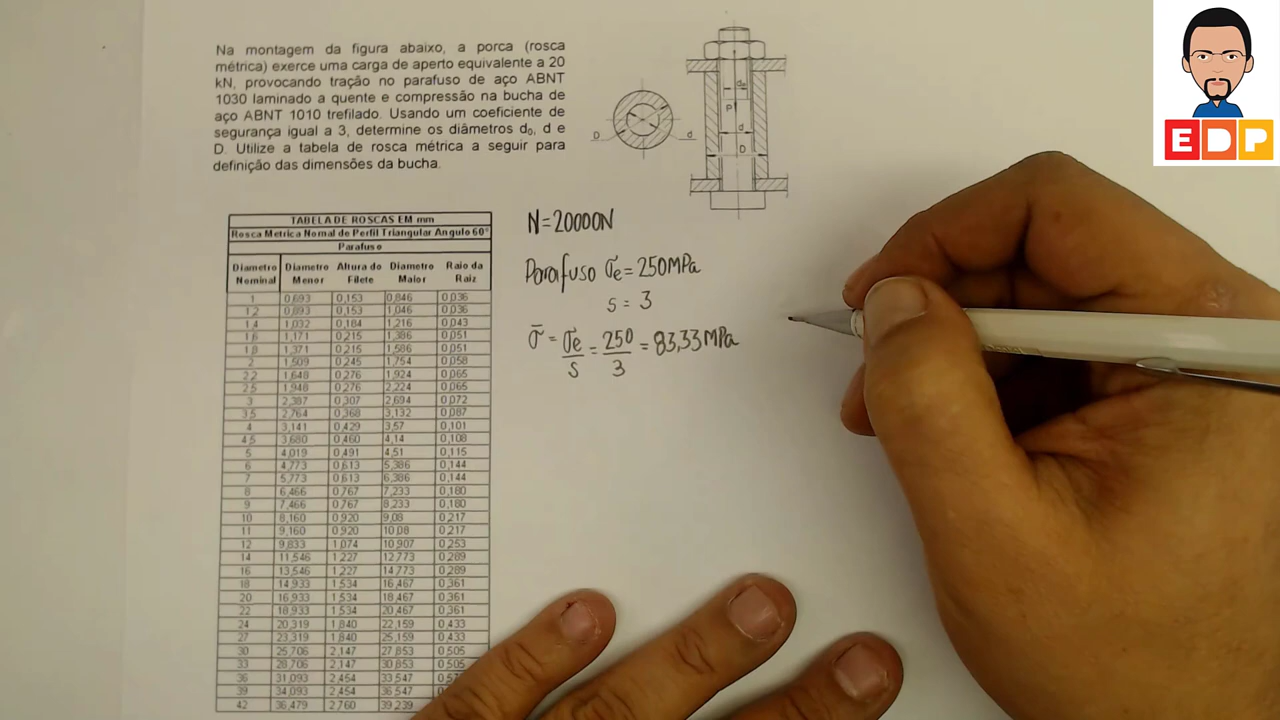 Na montagem da figura abaixo, a porca (rosca
métrica) exerce uma carga de aperto equivalente a 20
kN, provocando tração no parafuso de aço ABNT
1030 laminado a quente e compressão na bucha de
aço ABNT 1010 trefilado. Usando um coeficiente de
segurança igual a 3, determine os diâmetros d₀, d e
D. Utilize a tabela de rosca métrica a seguir para
definição das dimensões da bucha.
D
d
d₀
P
d
D
EDP
TABELA DE ROSCAS EM mm
Rosca Metrica Nomal de Perfil Triangular Angulo 60°
Parafuso
Diametro Nominal Diametro Menor Altura do Filete Diametro Maior Raio da Raiz
1 0,693 0,153 0,846 0,036
1,2 0,893 0,153 1,046 0,036
1,4 1,032 0,184 1,216 0,043
1,6 1,171 0,215 1,386 0,051
1,8 1,371 0,215 1,586 0,051
2 1,509 0,245 1,754 0,058
2,2 1,648 0,276 1,924 0,065
2,5 1,948 0,276 2,224 0,065
3 2,387 0,307 2,694 0,072
3,5 2,764 0,368 3,132 0,087
4 3,141 0,429 3,57 0,101
4,5 3,680 0,460 4,14 0,108
5 4,019 0,491 4,51 0,115
6 4,773 0,613 5,386 0,144
7 5,773 0,613 6,386 0,144
8 6,466 0,767 7,233 0,180
9 7,466 0,767 8,233 0,180
10 8,160 0,920 9,08 0,217
11 9,160 0,920 10,08 0,217
12 9,833 1,074 10,907 0,253
14 11,546 1,227 12,773 0,289
16 13,546 1,227 14,773 0,289
18 14,933 1,534 16,467 0,361
20 16,933 1,534 18,467 0,361
22 18,933 1,534 20,467 0,361
24 20,319 1,840 22,159 0,433
27 23,319 1,840 25,159 0,433
30 25,706 2,147 27,853 0,505
33 28,706 2,147 30,853 0,505
36 31,093 2,454 33,547
39 34,093 2,454 36,547
42 36,479 2,760 39,239
N=20000N
Parafuso σe=250MPa
s = 3
σ̄ = σe/s = 250/3 = 83,33MPa